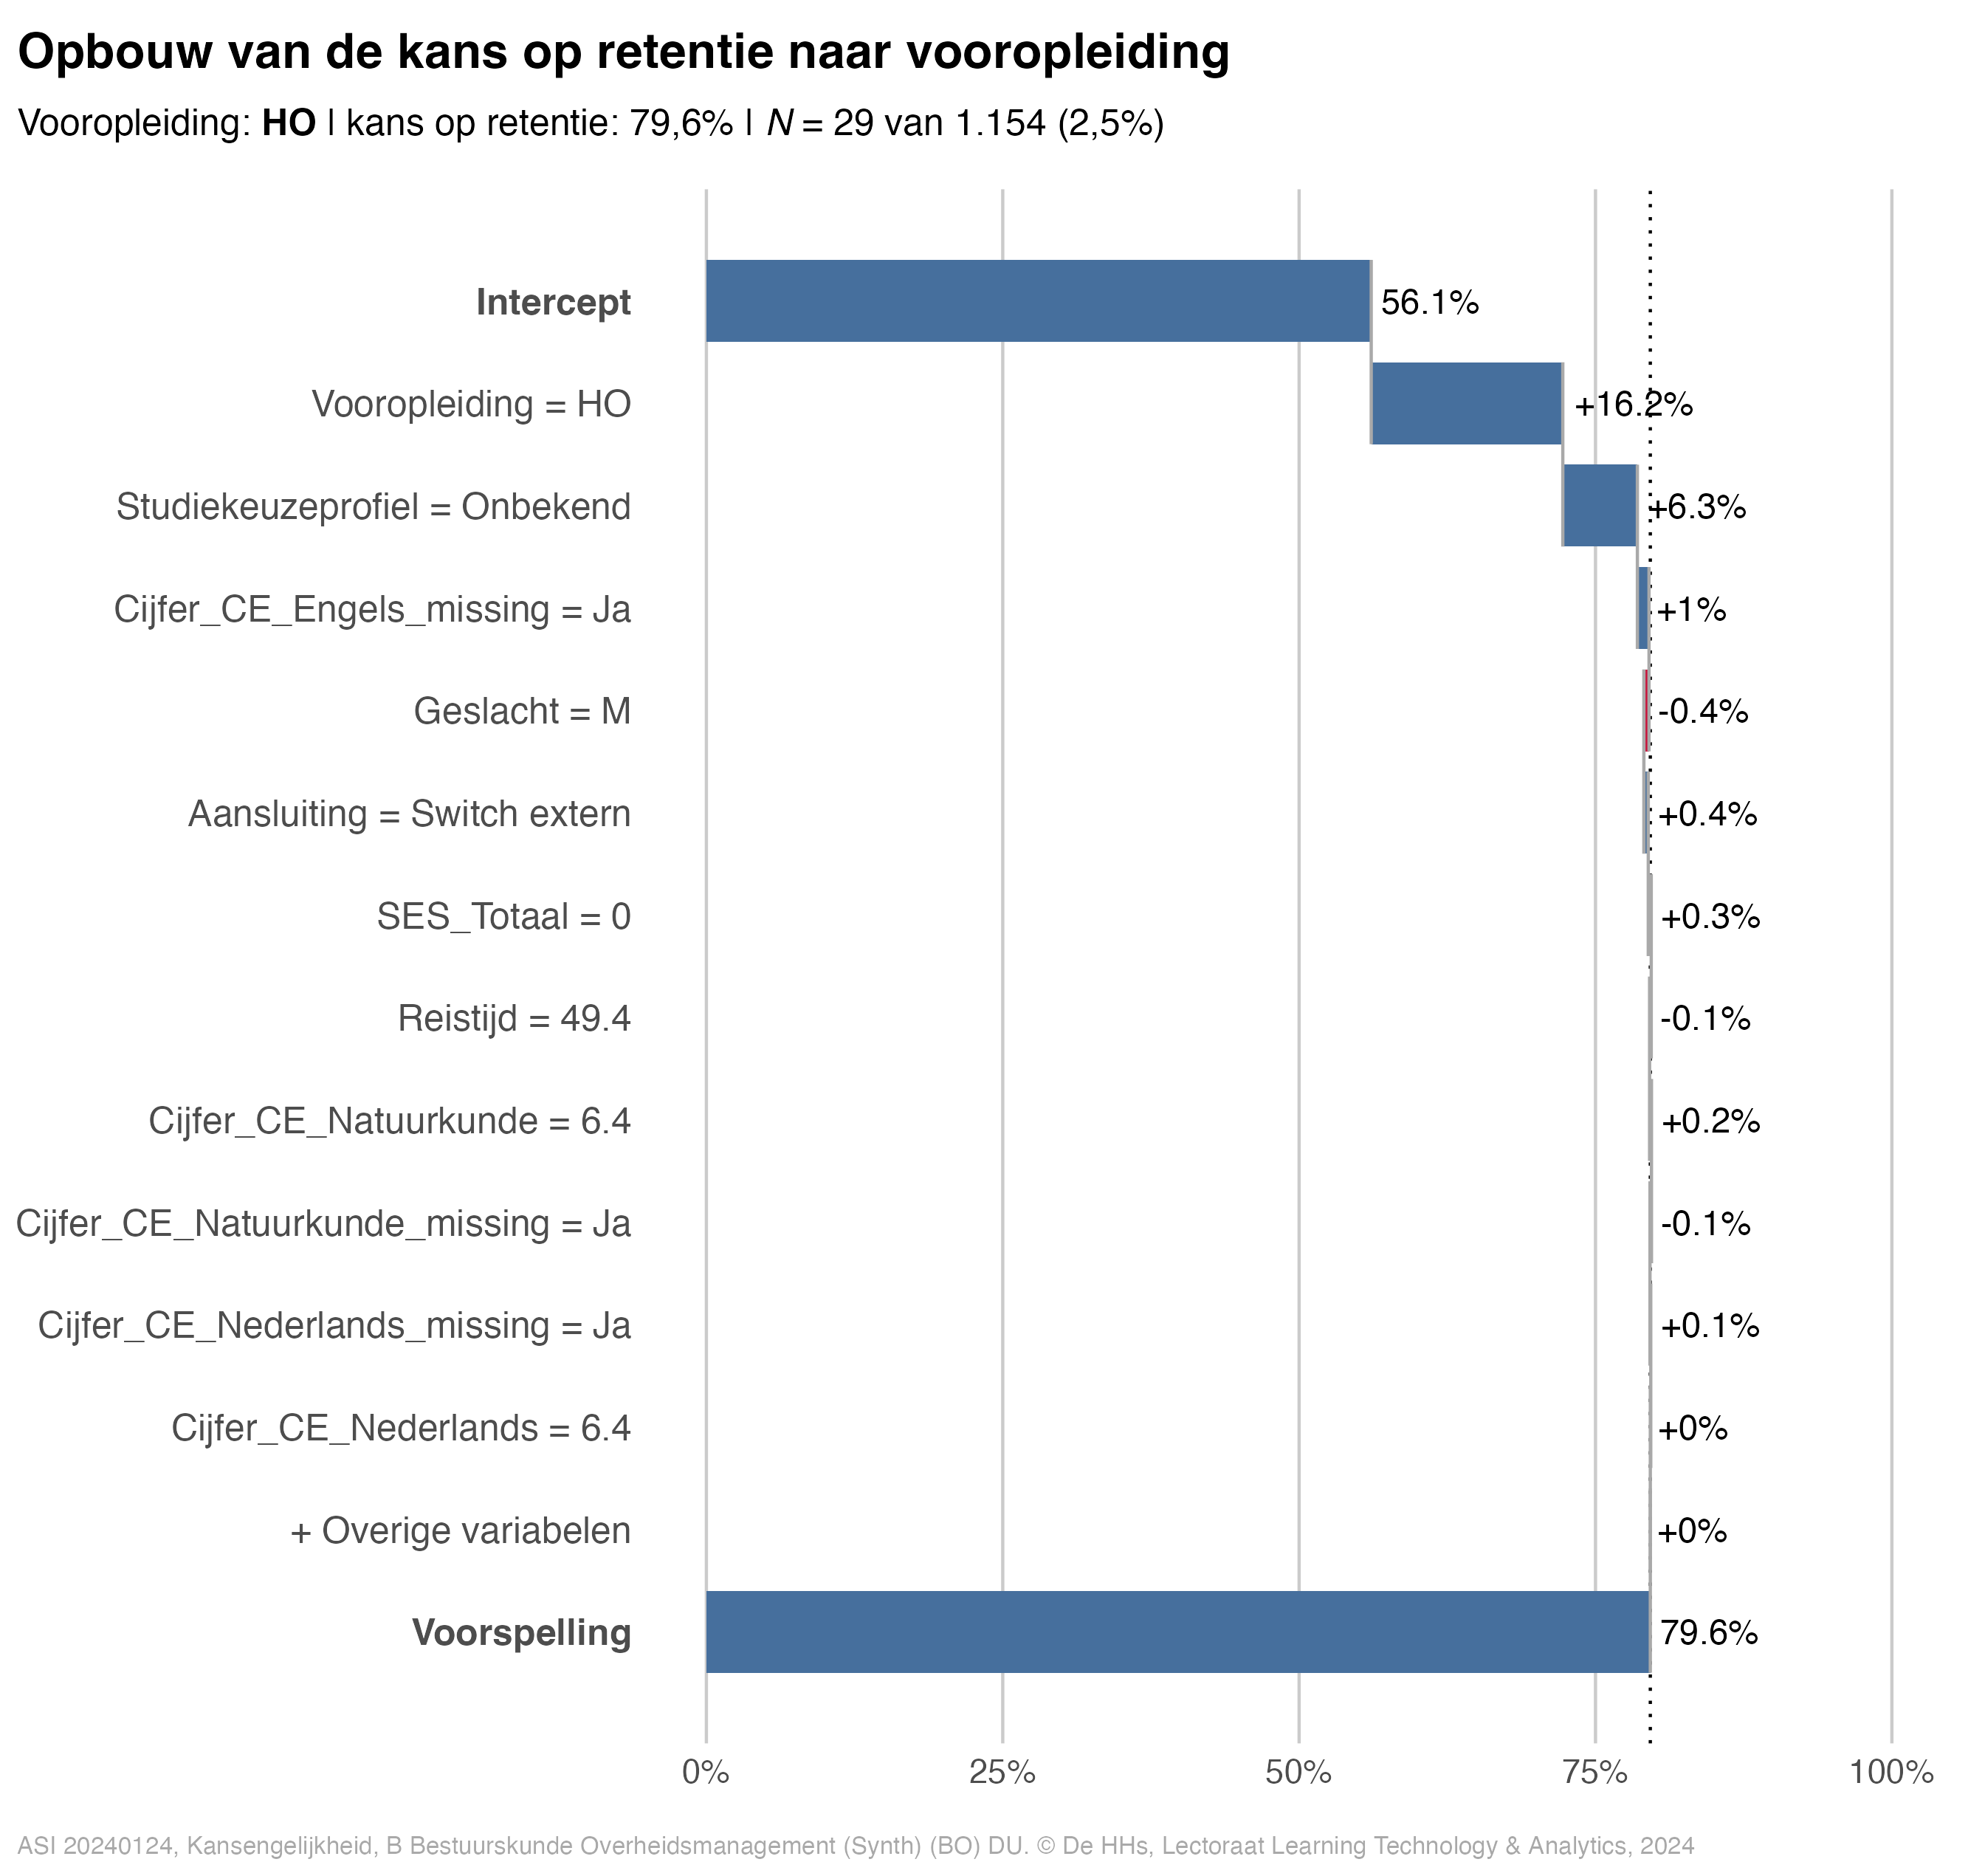 Opbouw van de kans op retentie naar vooropleiding
Vooropleiding: HO | kans op retentie: 79,6% | N = 29 van 1.154 (2,5%)
Intercept 56.1%
Vooropleiding = HO +16.2%
Studiekeuzeprofiel = Onbekend +6.3%
Cijfer_CE_Engels_missing = Ja +1%
Geslacht = M -0.4%
Aansluiting = Switch extern +0.4%
SES_Totaal = 0 +0.3%
Reistijd = 49.4 -0.1%
Cijfer_CE_Natuurkunde = 6.4 +0.2%
Cijfer_CE_Natuurkunde_missing = Ja -0.1%
Cijfer_CE_Nederlands_missing = Ja +0.1%
Cijfer_CE_Nederlands = 6.4 +0%
+ Overige variabelen +0%
Voorspelling 79.6%
0% 25% 50% 75% 100%
ASI 20240124, Kansengelijkheid, B Bestuurskunde Overheidsmanagement (Synth) (BO) DU. © De HHs, Lectoraat Learning Technology & Analytics, 2024